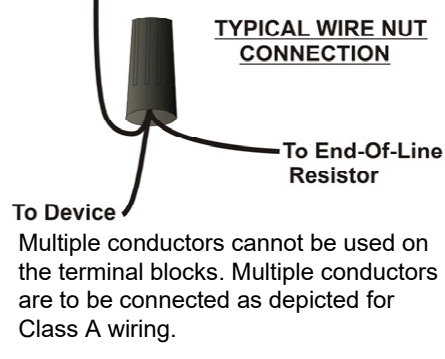 TYPICAL WIRE NUT
CONNECTION
To End-Of-Line
Resistor
To Device
Multiple conductors cannot be used on
the terminal blocks. Multiple conductors
are to be connected as depicted for
Class A wiring.